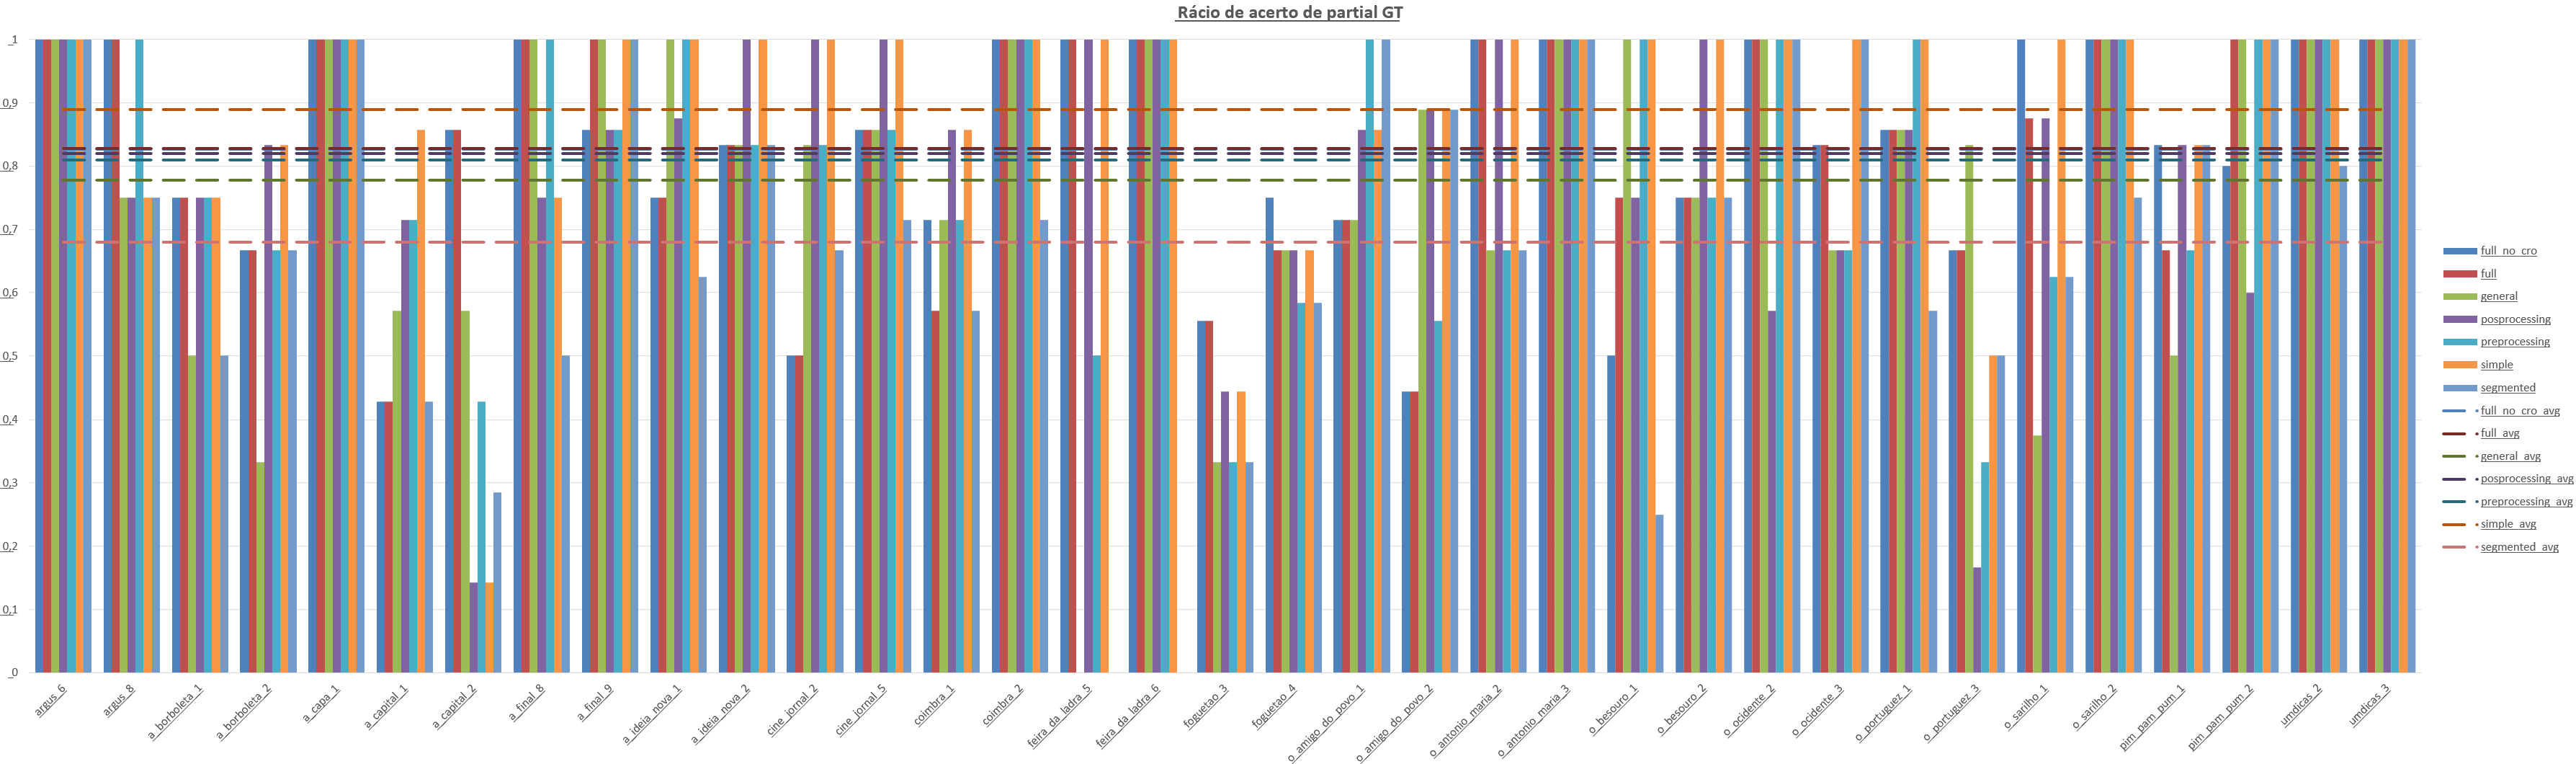 Rácio de acerto de partial GT
1
0,9
0,8
0,7
0,6
0,5
0,4
0,3
0,2
0,1
0
argus_6
argus_8
a_borboleta_1
a_borboleta_2
a_capa_1
a_capital_1
a_capital_2
a_final_8
a_final_9
a_ideia_nova_1
a_ideia_nova_2
cine_jornal_2
cine_jornal_5
coimbra_1
coimbra_2
feira_da_ladra_5
feira_da_ladra_6
foguetao_3
foguetao_4
o_amigo_do_povo_1
o_amigo_do_povo_2
o_antonio_maria_2
o_antonio_maria_3
o_besouro_1
o_besouro_2
o_ocidente_2
o_ocidente_3
o_portuguez_1
o_portuguez_3
o_sarilho_1
o_sarilho_2
pim_pam_pum_1
pim_pam_pum_2
umdicas_2
umdicas_3
full_no_cro
full
general
posprocessing
preprocessing
simple
segmented
full_no_cro_avg
full_avg
general_avg
posprocessing_avg
preprocessing_avg
simple_avg
segmented_avg